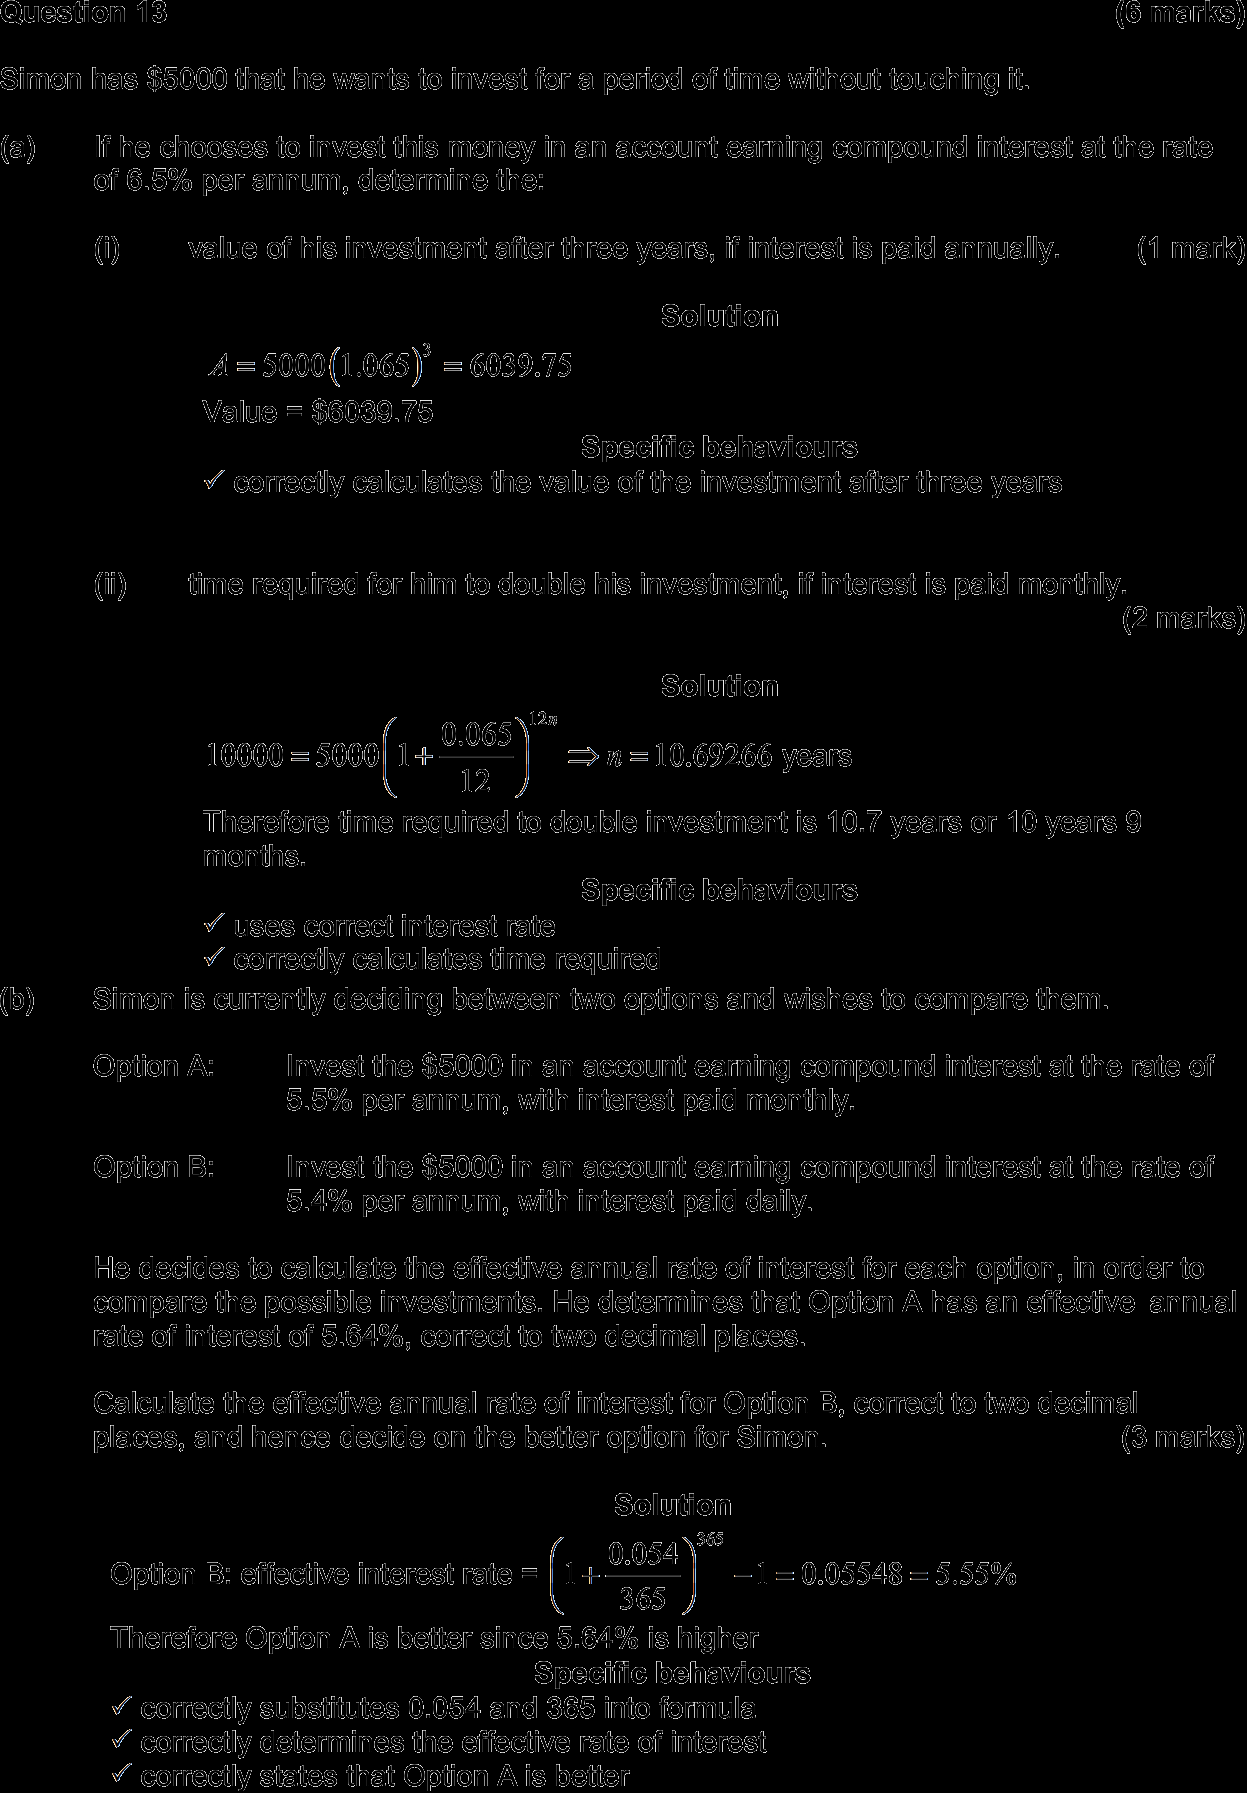 Question 13 (6 marks)
Simon has $5000 that he wants to invest for a period of time without touching it.
(a) If he chooses to invest this money in an account earning compound interest at the rate
of 6.5% per annum, determine the:
(i) value of his investment after three years, if interest is paid annually. (1 mark)
Solution
A = 5000(1.065)^3 = 6039.75
Value = $6039.75
Specific behaviours
✓ correctly calculates the value of the investment after three years
(ii) time required for him to double his investment, if interest is paid monthly.
(2 marks)
Solution
10000 = 5000(1 + 0.065/12)^12n ⇒ n = 10.69266 years
Therefore time required to double investment is 10.7 years or 10 years 9
months.
Specific behaviours
✓ uses correct interest rate
✓ correctly calculates time required
(b) Simon is currently deciding between two options and wishes to compare them.
Option A: Invest the $5000 in an account earning compound interest at the rate of
5.5% per annum, with interest paid monthly.
Option B: Invest the $5000 in an account earning compound interest at the rate of
5.4% per annum, with interest paid daily.
He decides to calculate the effective annual rate of interest for each option, in order to
compare the possible investments. He determines that Option A has an effective annual
rate of interest of 5.64%, correct to two decimal places.
Calculate the effective annual rate of interest for Option B, correct to two decimal
places, and hence decide on the better option for Simon. (3 marks)
Solution
Option B: effective interest rate = (1 + 0.054/365)^365 − 1 = 0.05548 = 5.55%
Therefore Option A is better since 5.64% is higher
Specific behaviours
✓ correctly substitutes 0.054 and 365 into formula
✓ correctly determines the effective rate of interest
✓ correctly states that Option A is better